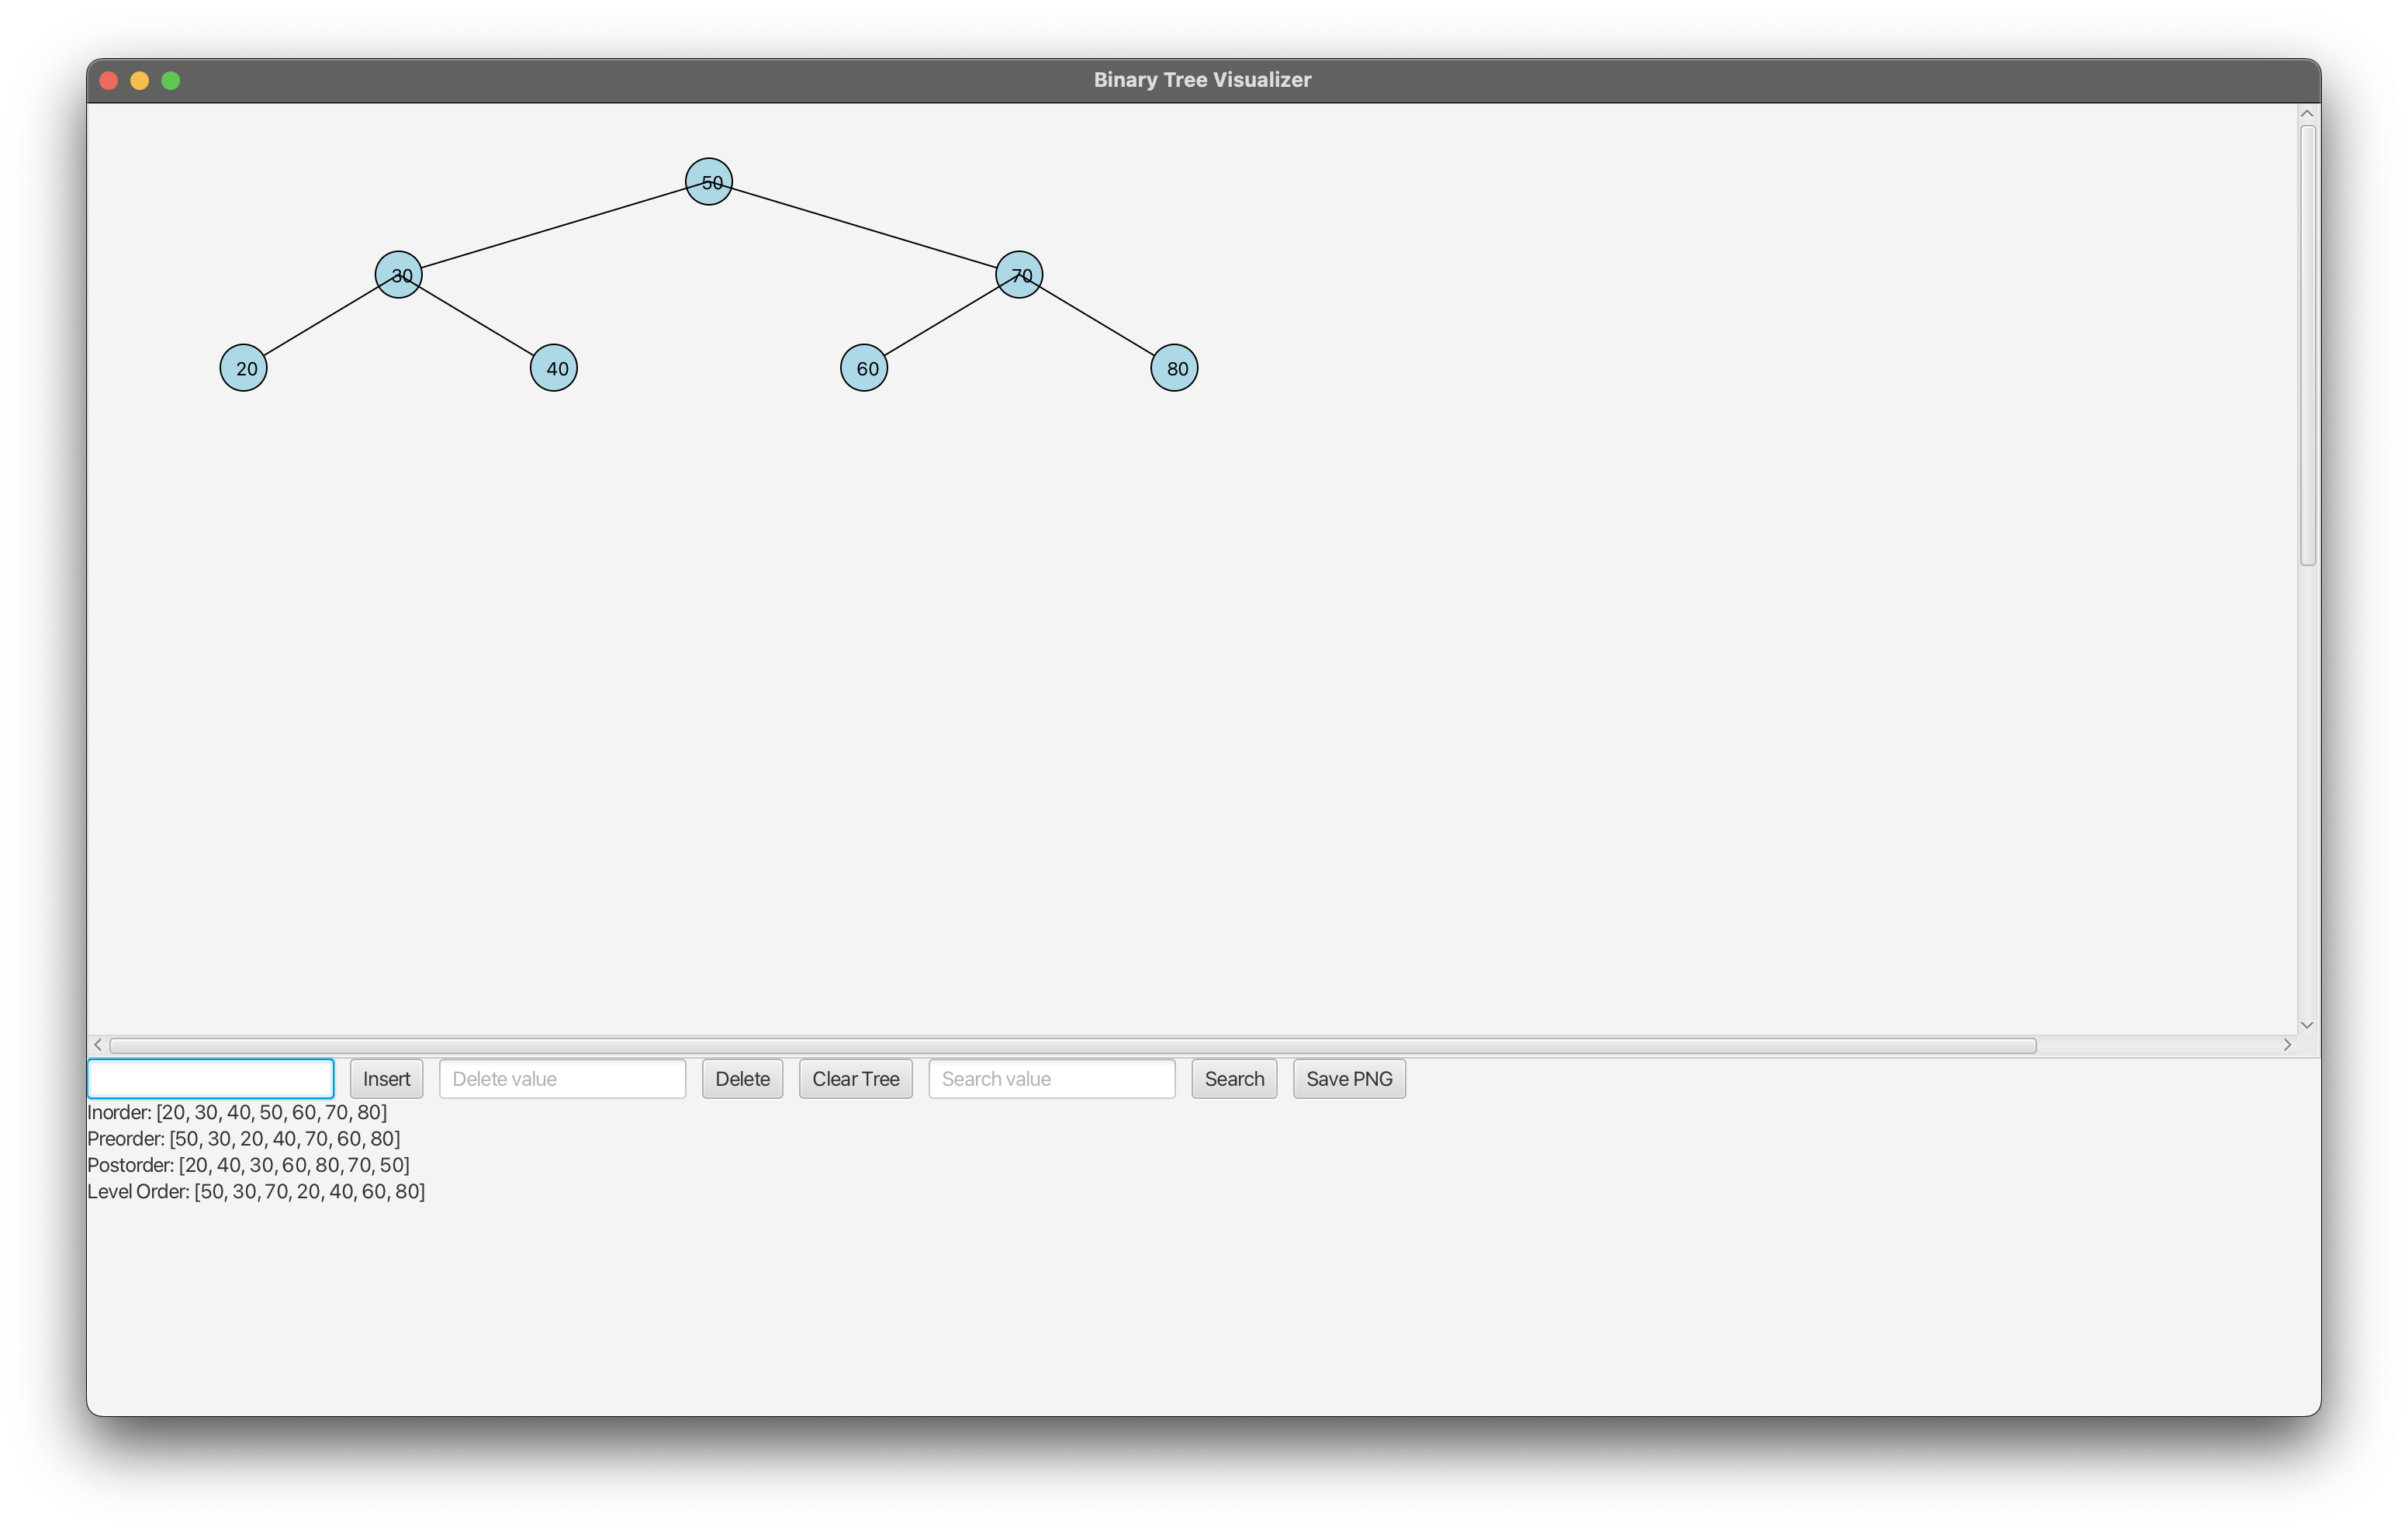 Binary Tree Visualizer
50
30 70
20 40 60 80
Insert Delete value Delete Clear Tree Search value Search Save PNG
Inorder: [20, 30, 40, 50, 60, 70, 80]
Preorder: [50, 30, 20, 40, 70, 60, 80]
Postorder: [20, 40, 30, 60, 80, 70, 50]
Level Order: [50, 30, 70, 20, 40, 60, 80]